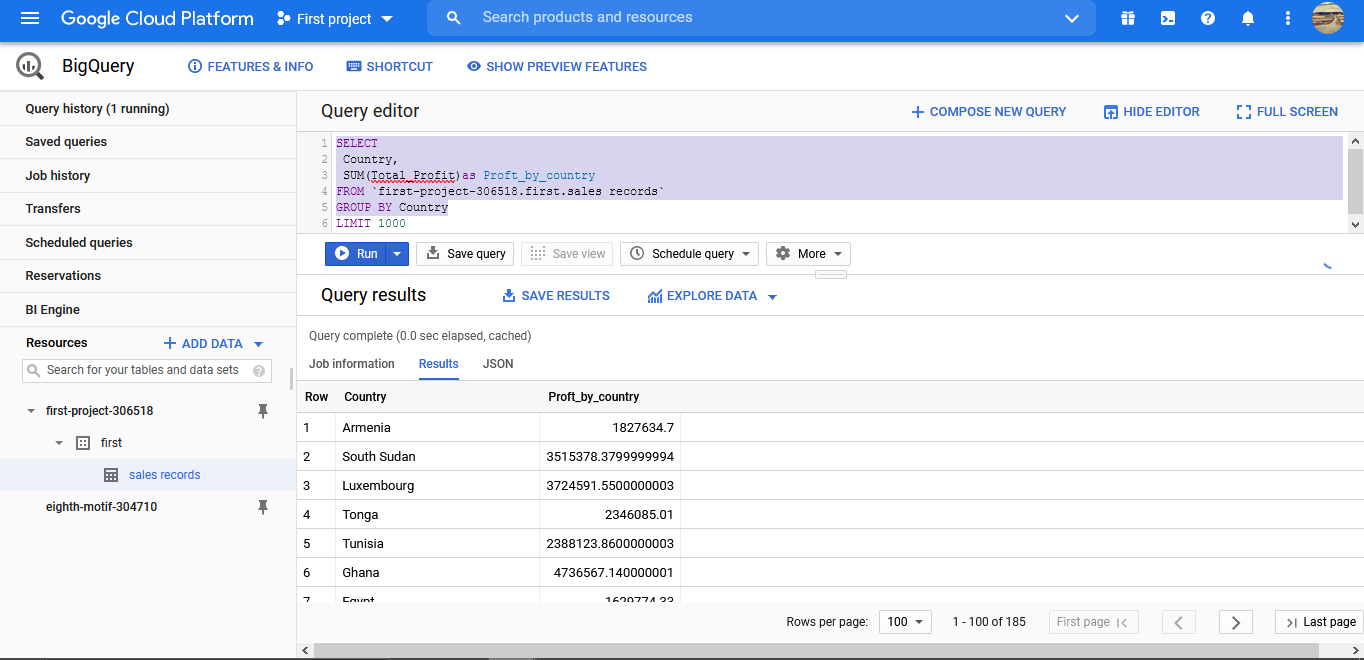 Google Cloud Platform First project Search products and resources
BigQuery FEATURES & INFO SHORTCUT SHOW PREVIEW FEATURES
Query history (1 running)
Saved queries
Job history
Transfers
Scheduled queries
Reservations
BI Engine
Resources ADD DATA
Search for your tables and data sets
first-project-306518
first
sales records
eighth-motif-304710
Query editor COMPOSE NEW QUERY HIDE EDITOR FULL SCREEN
1 SELECT
2 Country,
3 SUM(Total_Profit)as Proft_by_country
4 FROM `first-project-306518.first.sales records`
5 GROUP BY Country
6 LIMIT 1000
Run Save query Save view Schedule query More
Query results SAVE RESULTS EXPLORE DATA
Query complete (0.0 sec elapsed, cached)
Job information Results JSON
Row Country Proft_by_country
1 Armenia 1827634.7
2 South Sudan 3515378.3799999994
3 Luxembourg 3724591.5500000003
4 Tonga 2346085.01
5 Tunisia 2388123.8600000003
6 Ghana 4736567.140000001
7 Egypt 1629774.33
Rows per page: 100 1 - 100 of 185 First page Last page